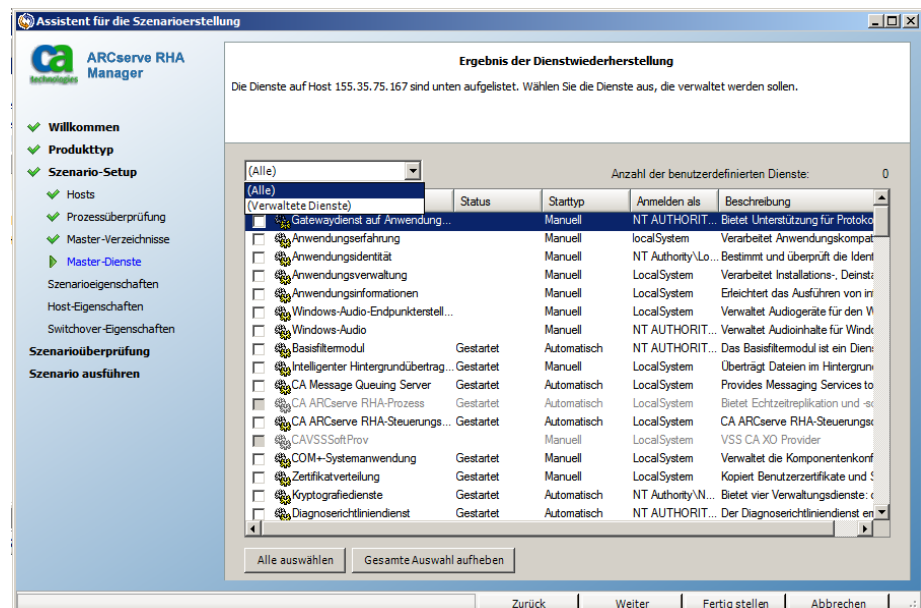 Assistent für die Szenarioerstellung
ca
technologies
ARCserve RHA
Manager
Willkommen
Produkttyp
Szenario-Setup
Hosts
Prozessüberprüfung
Master-Verzeichnisse
Master-Dienste
Szenarioeigenschaften
Host-Eigenschaften
Switchover-Eigenschaften
Szenarioüberprüfung
Szenario ausführen
Ergebnis der Dienstwiederherstellung
Die Dienste auf Host 155.35.75.167 sind unten aufgelistet. Wählen Sie die Dienste aus, die verwaltet werden sollen.
(Alle) Anzahl der benutzerdefinierten Dienste: 0
(Alle)
(Verwaltete Dienste)
Status Starttyp Anmelden als Beschreibung
Gatewaydienst auf Anwendung... Manuell NT AUTHORIT... Bietet Unterstützung für Protoko
Anwendungserfahrung Manuell localSystem Verarbeitet Anwendungskompat
Anwendungsidentität Manuell NT Authority\Lo... Bestimmt und überprüft die Ident
Anwendungsverwaltung Manuell LocalSystem Verarbeitet Installations-, Deinsta
Anwendungsinformationen Manuell LocalSystem Erleichtert das Ausführen von in
Windows-Audio-Endpunkterstell... Manuell LocalSystem Verwaltet Audiogeräte für den W
Windows-Audio Manuell NT AUTHORIT... Verwaltet Audioinhalte für Windo
Basisfiltermodul Gestartet Automatisch NT AUTHORIT... Das Basisfiltermodul ist ein Diens
Intelligenter Hintergrundübertrag... Gestartet Manuell LocalSystem Überträgt Dateien im Hintergrun
CA Message Queuing Server Gestartet Automatisch LocalSystem Provides Messaging Services to
CA ARCserve RHA-Prozess Gestartet Automatisch LocalSystem Bietet Echtzeitreplikation und -sc
CA ARCserve RHA-Steuerungs... Gestartet Automatisch LocalSystem CA ARCserve RHA-Steuerungsd
CAVSSSoftProv Manuell LocalSystem VSS CA XO Provider
COM+-Systemanwendung Gestartet Manuell LocalSystem Verwaltet die Komponentenkonf
Zertifikatverteilung Gestartet Manuell LocalSystem Kopiert Benutzerzertifikate und S
Kryptografiedienste Gestartet Automatisch NT Authority\N... Bietet vier Verwaltungsdienste: d
Diagnoserichtliniendienst Gestartet Automatisch NT AUTHORIT... Der Diagnoserichtliniendienst er
Alle auswählen Gesamte Auswahl aufheben
Zurück Weiter Fertig stellen Abbrechen